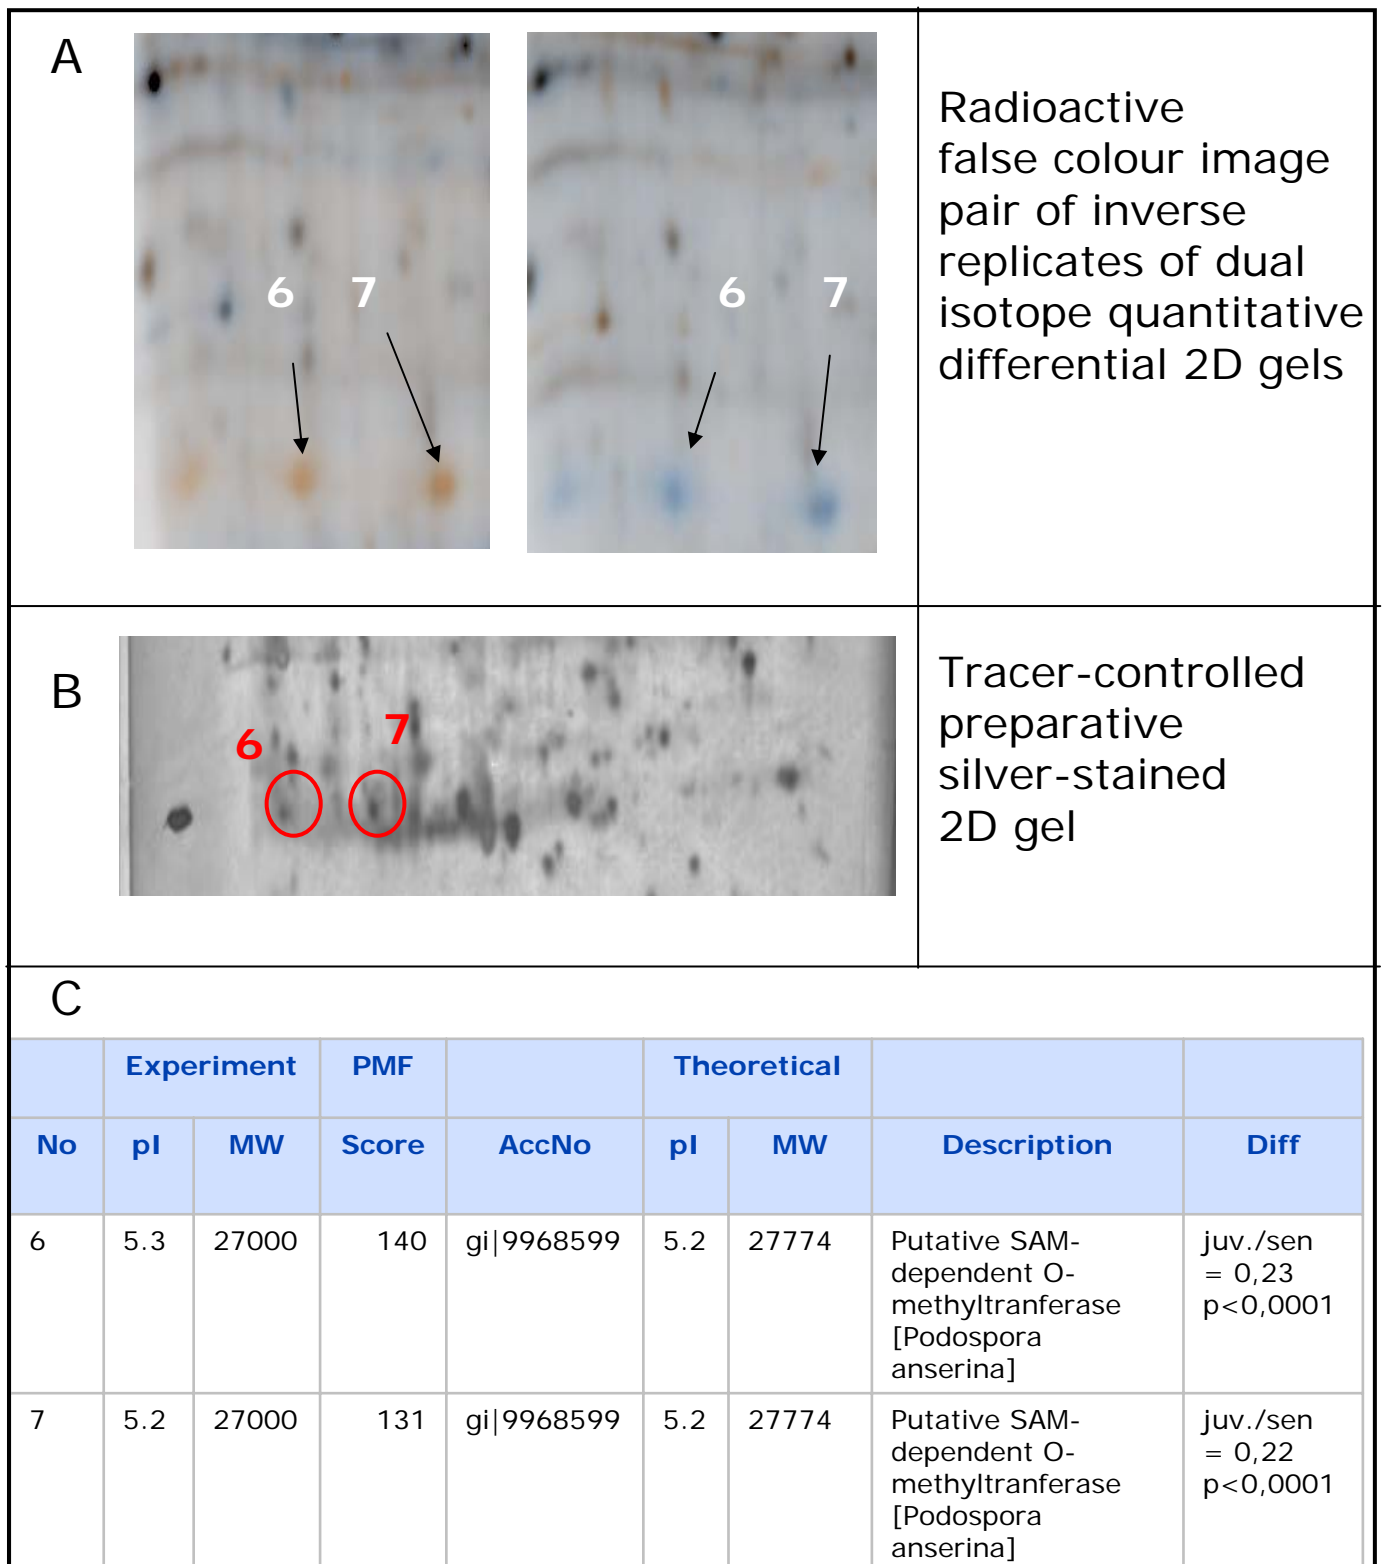 A
6 7
6 7
Radioactive
false colour image
pair of inverse
replicates of dual
isotope quantitative
differential 2D gels
B
6
7
Tracer-controlled
preparative
silver-stained
2D gel
C
Experiment PMF Theoretical
No pI MW Score AccNo pI MW Description Diff
6 5.3 27000 140 gi|9968599 5.2 27774 Putative SAM- juv./sen
dependent O- = 0,23
methyltranferase p<0,0001
[Podospora
anserina]
7 5.2 27000 131 gi|9968599 5.2 27774 Putative SAM- juv./sen
dependent O- = 0,22
methyltranferase p<0,0001
[Podospora
anserina]